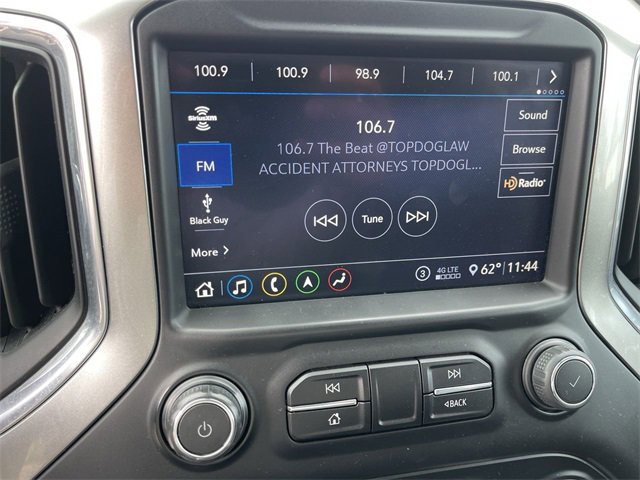 100.9 100.9 98.9 104.7 100.1
SiriusXM
FM
Black Guy
More
106.7
106.7 The Beat @TOPDOGLAW
ACCIDENT ATTORNEYS TOPDOGL...
Tune
Sound
Browse
HD Radio
3 4G LTE 62° 11:44
BACK